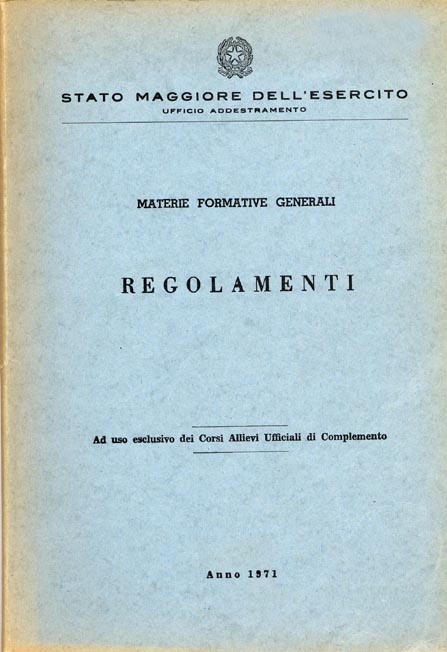 STATO MAGGIORE DELL'ESERCITO
UFFICIO ADDESTRAMENTO
MATERIE FORMATIVE GENERALI
REGOLAMENTI
Ad uso esclusivo dei Corsi Allievi Ufficiali di Complemento
Anno 1971